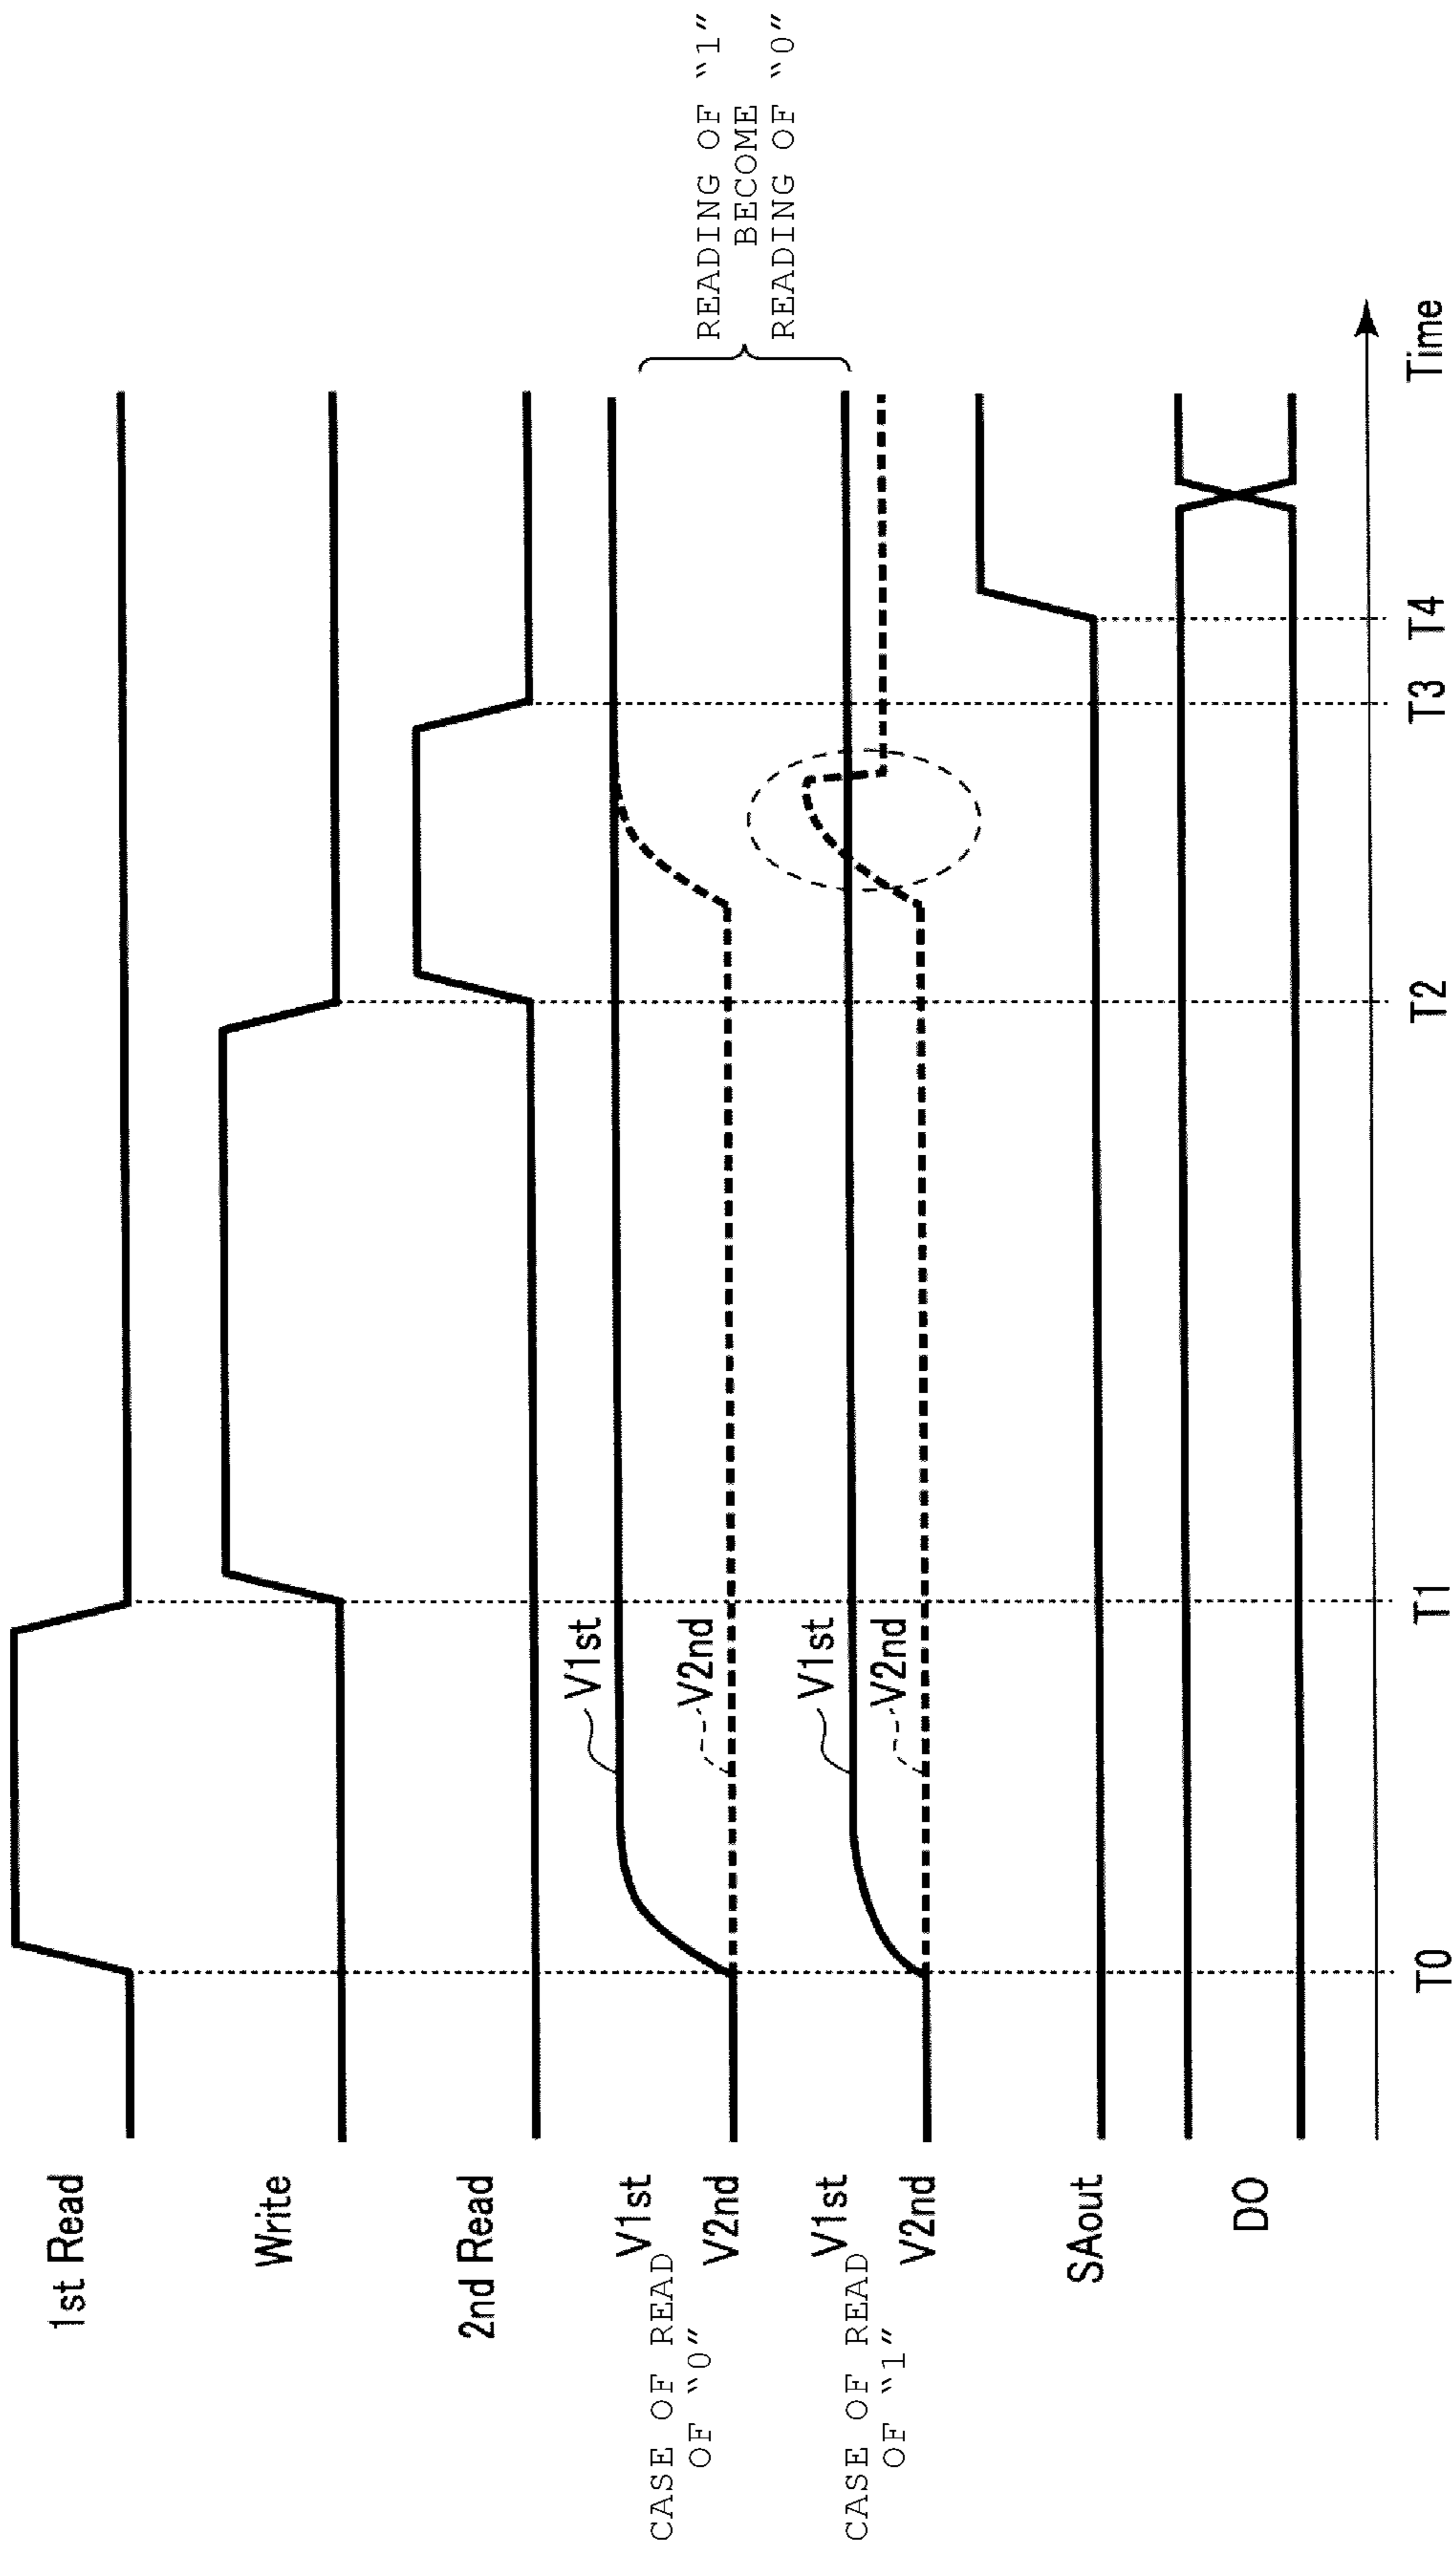 1st Read
Write
2nd Read
CASE OF READ
OF “0”
V1st
V2nd
V1st
V2nd
READING OF “1”
BECOME
READING OF “0”
CASE OF READ
OF “1”
V1st
V2nd
V1st
V2nd
SAout
DO
T0
T1
T2
T3
T4
Time